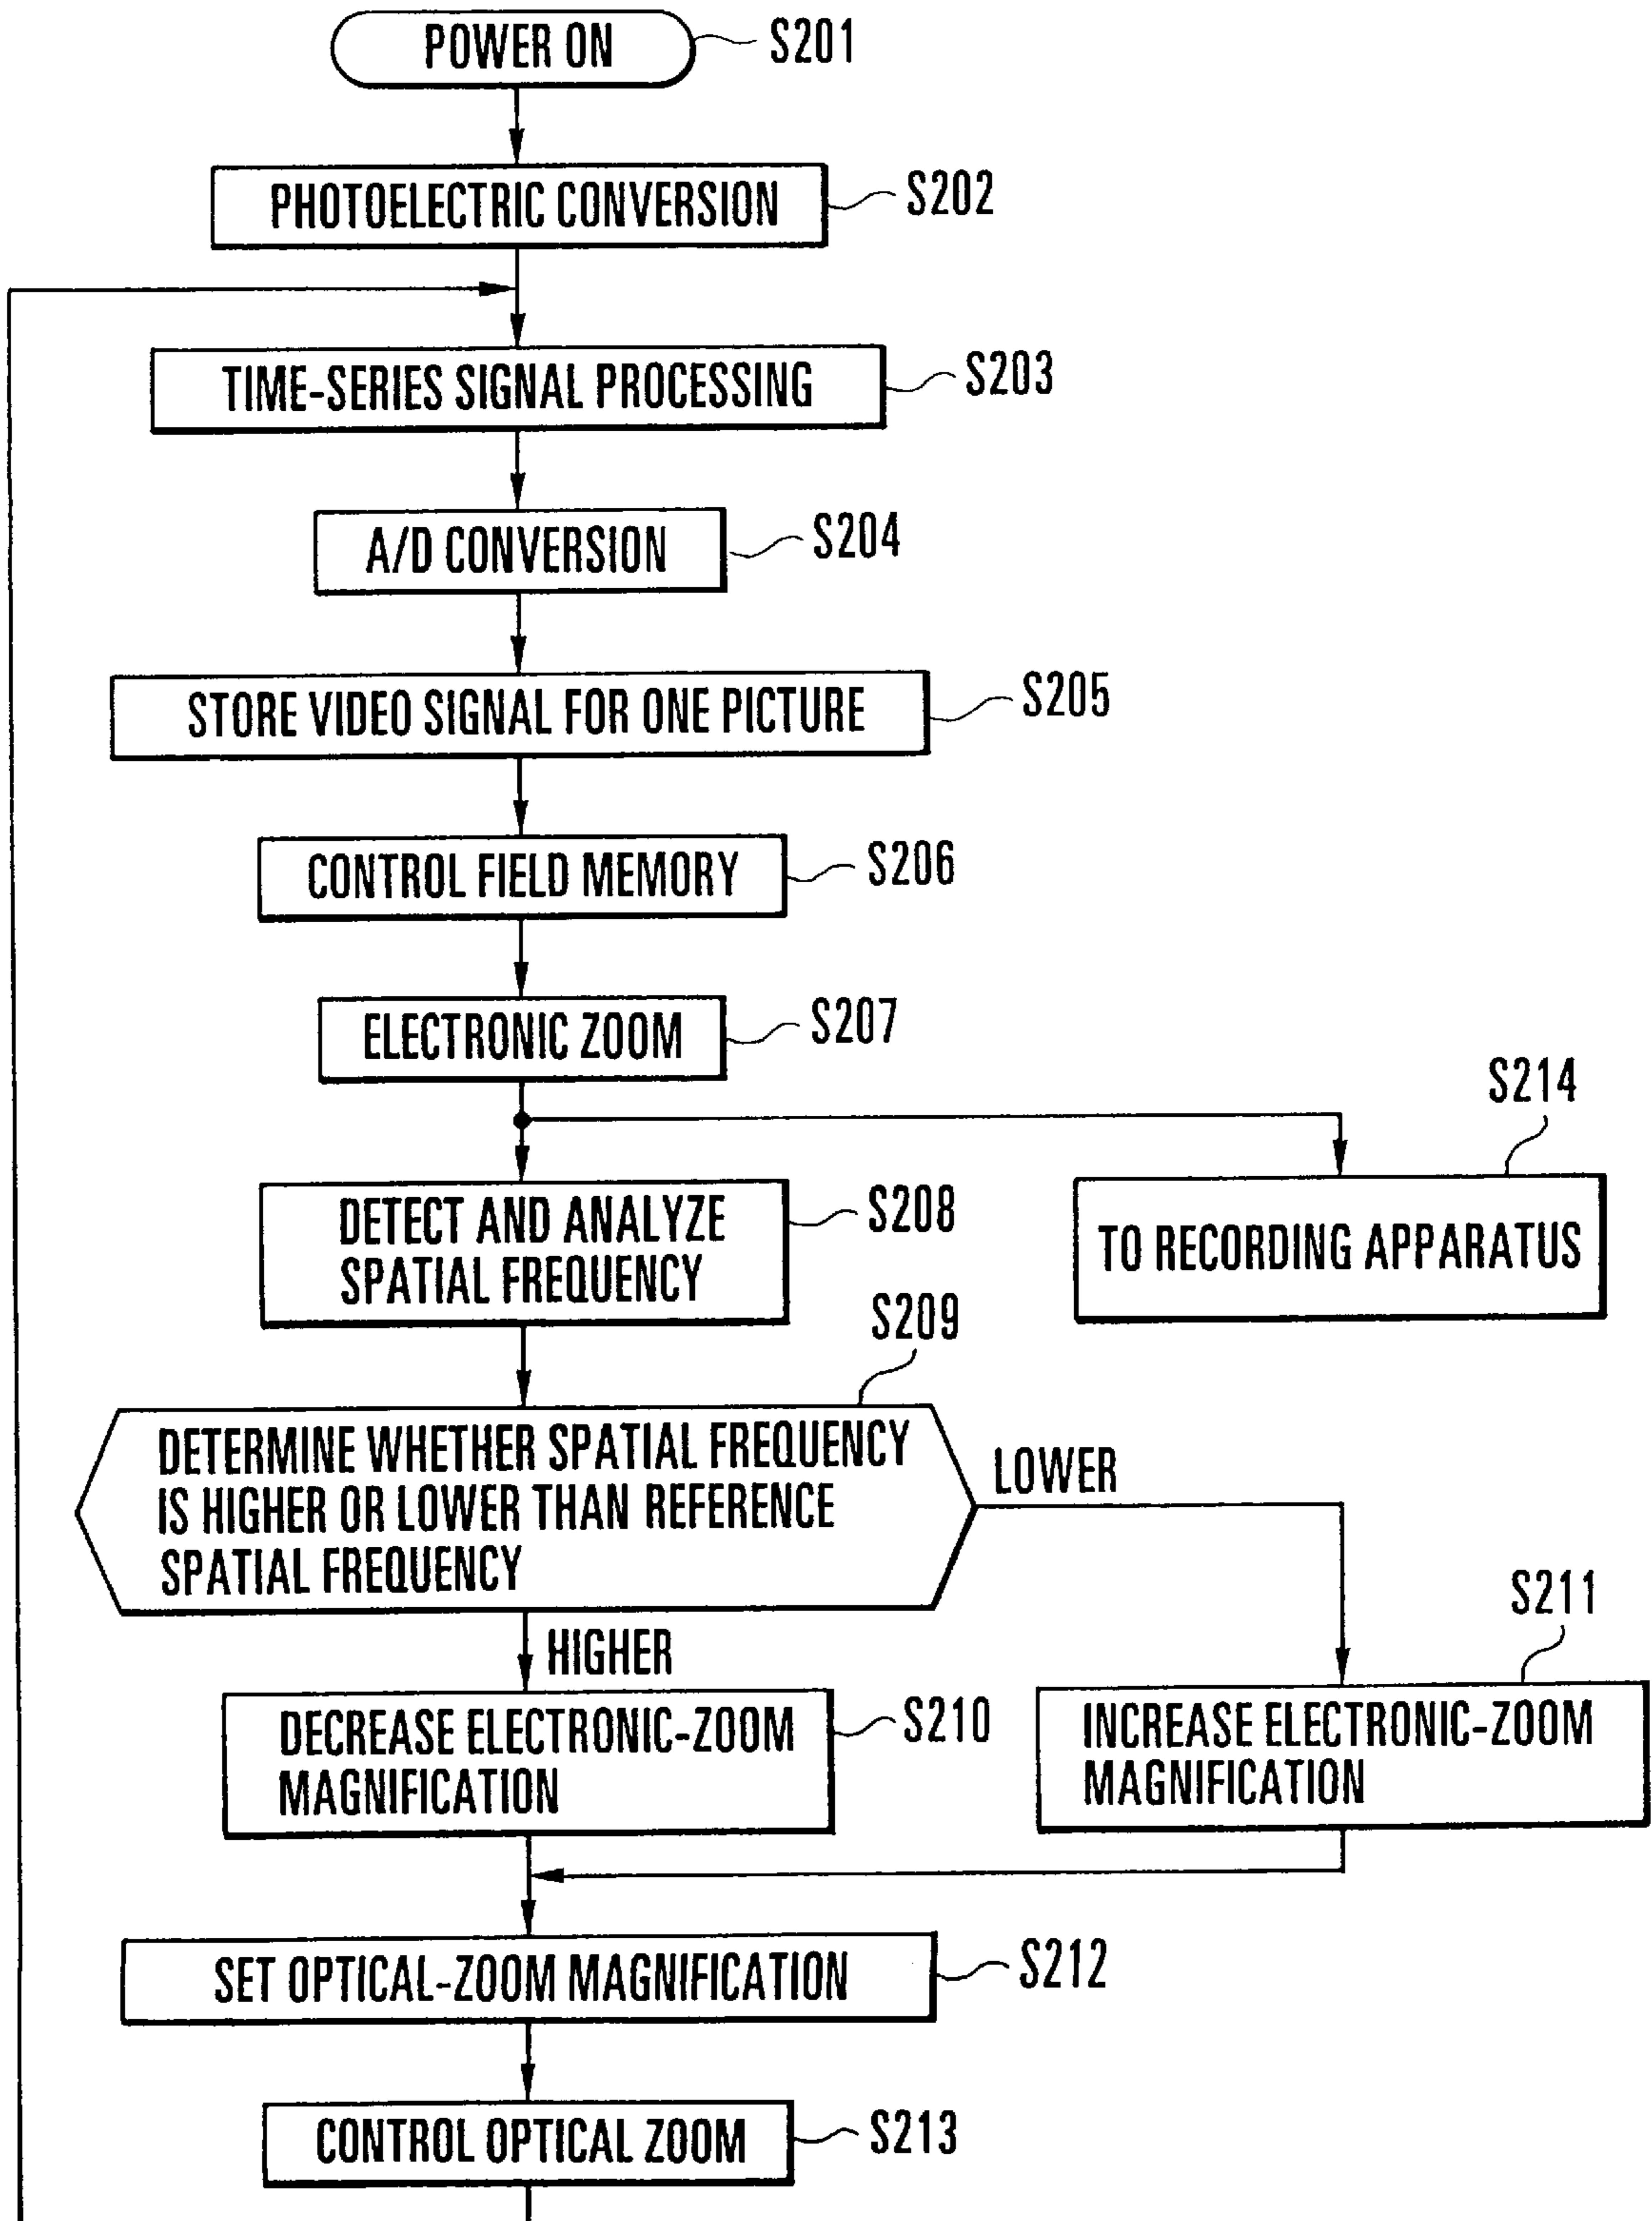 POWER ON
S201
PHOTOELECTRIC CONVERSION
S202
TIME-SERIES SIGNAL PROCESSING
S203
A/D CONVERSION
S204
STORE VIDEO SIGNAL FOR ONE PICTURE
S205
CONTROL FIELD MEMORY
S206
ELECTRONIC ZOOM
S207
S214
TO RECORDING APPARATUS
DETECT AND ANALYZE
SPATIAL FREQUENCY
S208
S209
DETERMINE WHETHER SPATIAL FREQUENCY
IS HIGHER OR LOWER THAN REFERENCE
SPATIAL FREQUENCY
LOWER
HIGHER
S211
DECREASE ELECTRONIC-ZOOM
MAGNIFICATION
S210
INCREASE ELECTRONIC-ZOOM
MAGNIFICATION
SET OPTICAL-ZOOM MAGNIFICATION
S212
CONTROL OPTICAL ZOOM
S213